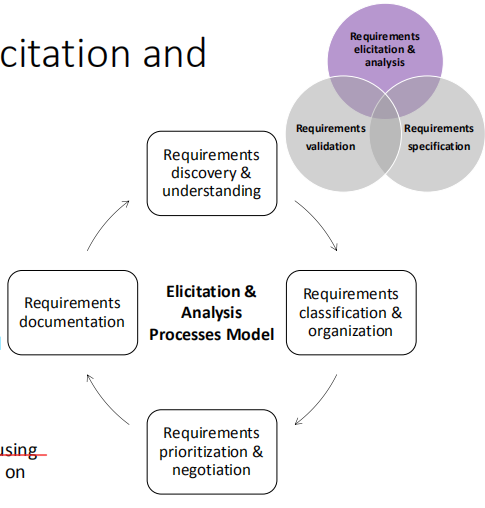 citation and
Requirements
elicitation &
analysis
Requirements
validation
Requirements
specification
Requirements
discovery &
understanding
Requirements
documentation
Elicitation &
Analysis
Processes Model
Requirements
classification &
organization
Requirements
prioritization &
negotiation
using
on